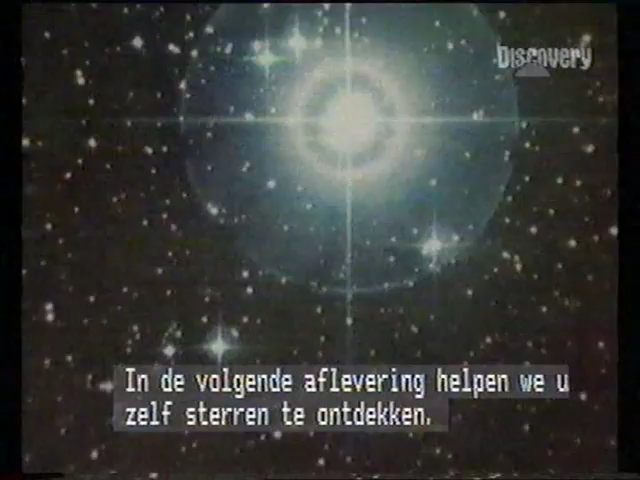 Discovery
In de volgende aflevering helpen we u
zelf sterren te ontdekken.